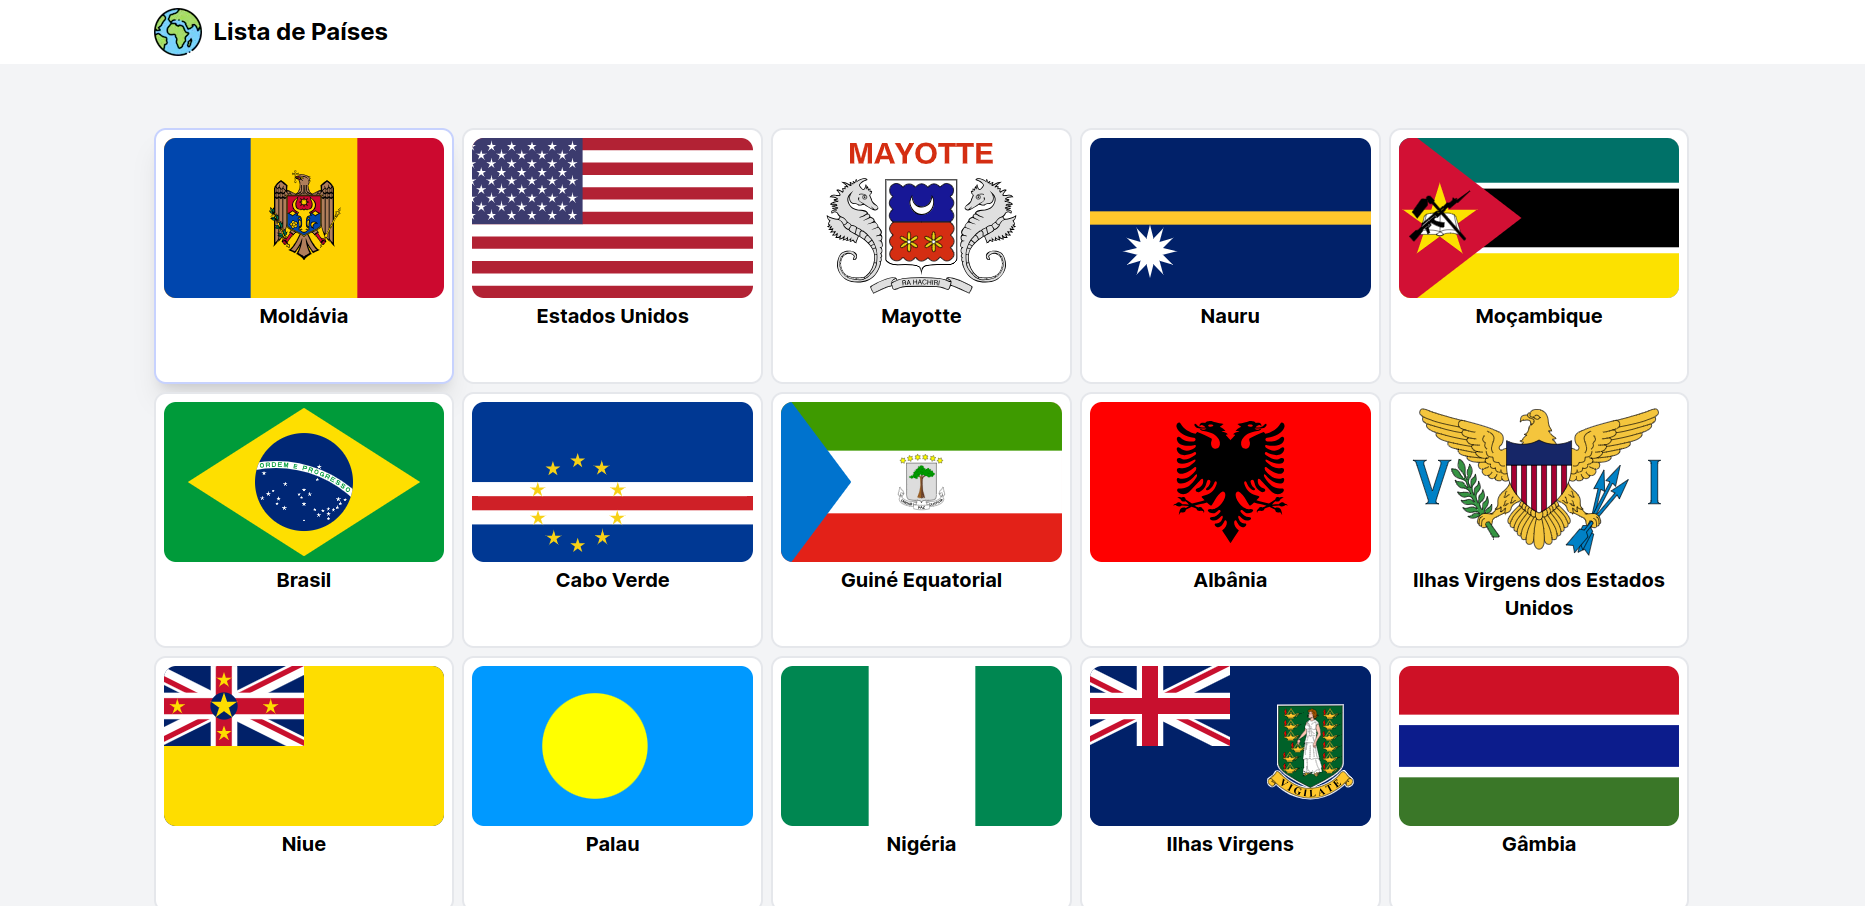 Lista de Países
MAYOTTE
RA HACHIRI
Moldávia
Estados Unidos
Mayotte
Nauru
Moçambique
ORDEM E PROGRESSO
V I
Brasil
Cabo Verde
Guiné Equatorial
Albânia
Ilhas Virgens dos Estados
Unidos
VIGILATE
Niue
Palau
Nigéria
Ilhas Virgens
Gâmbia